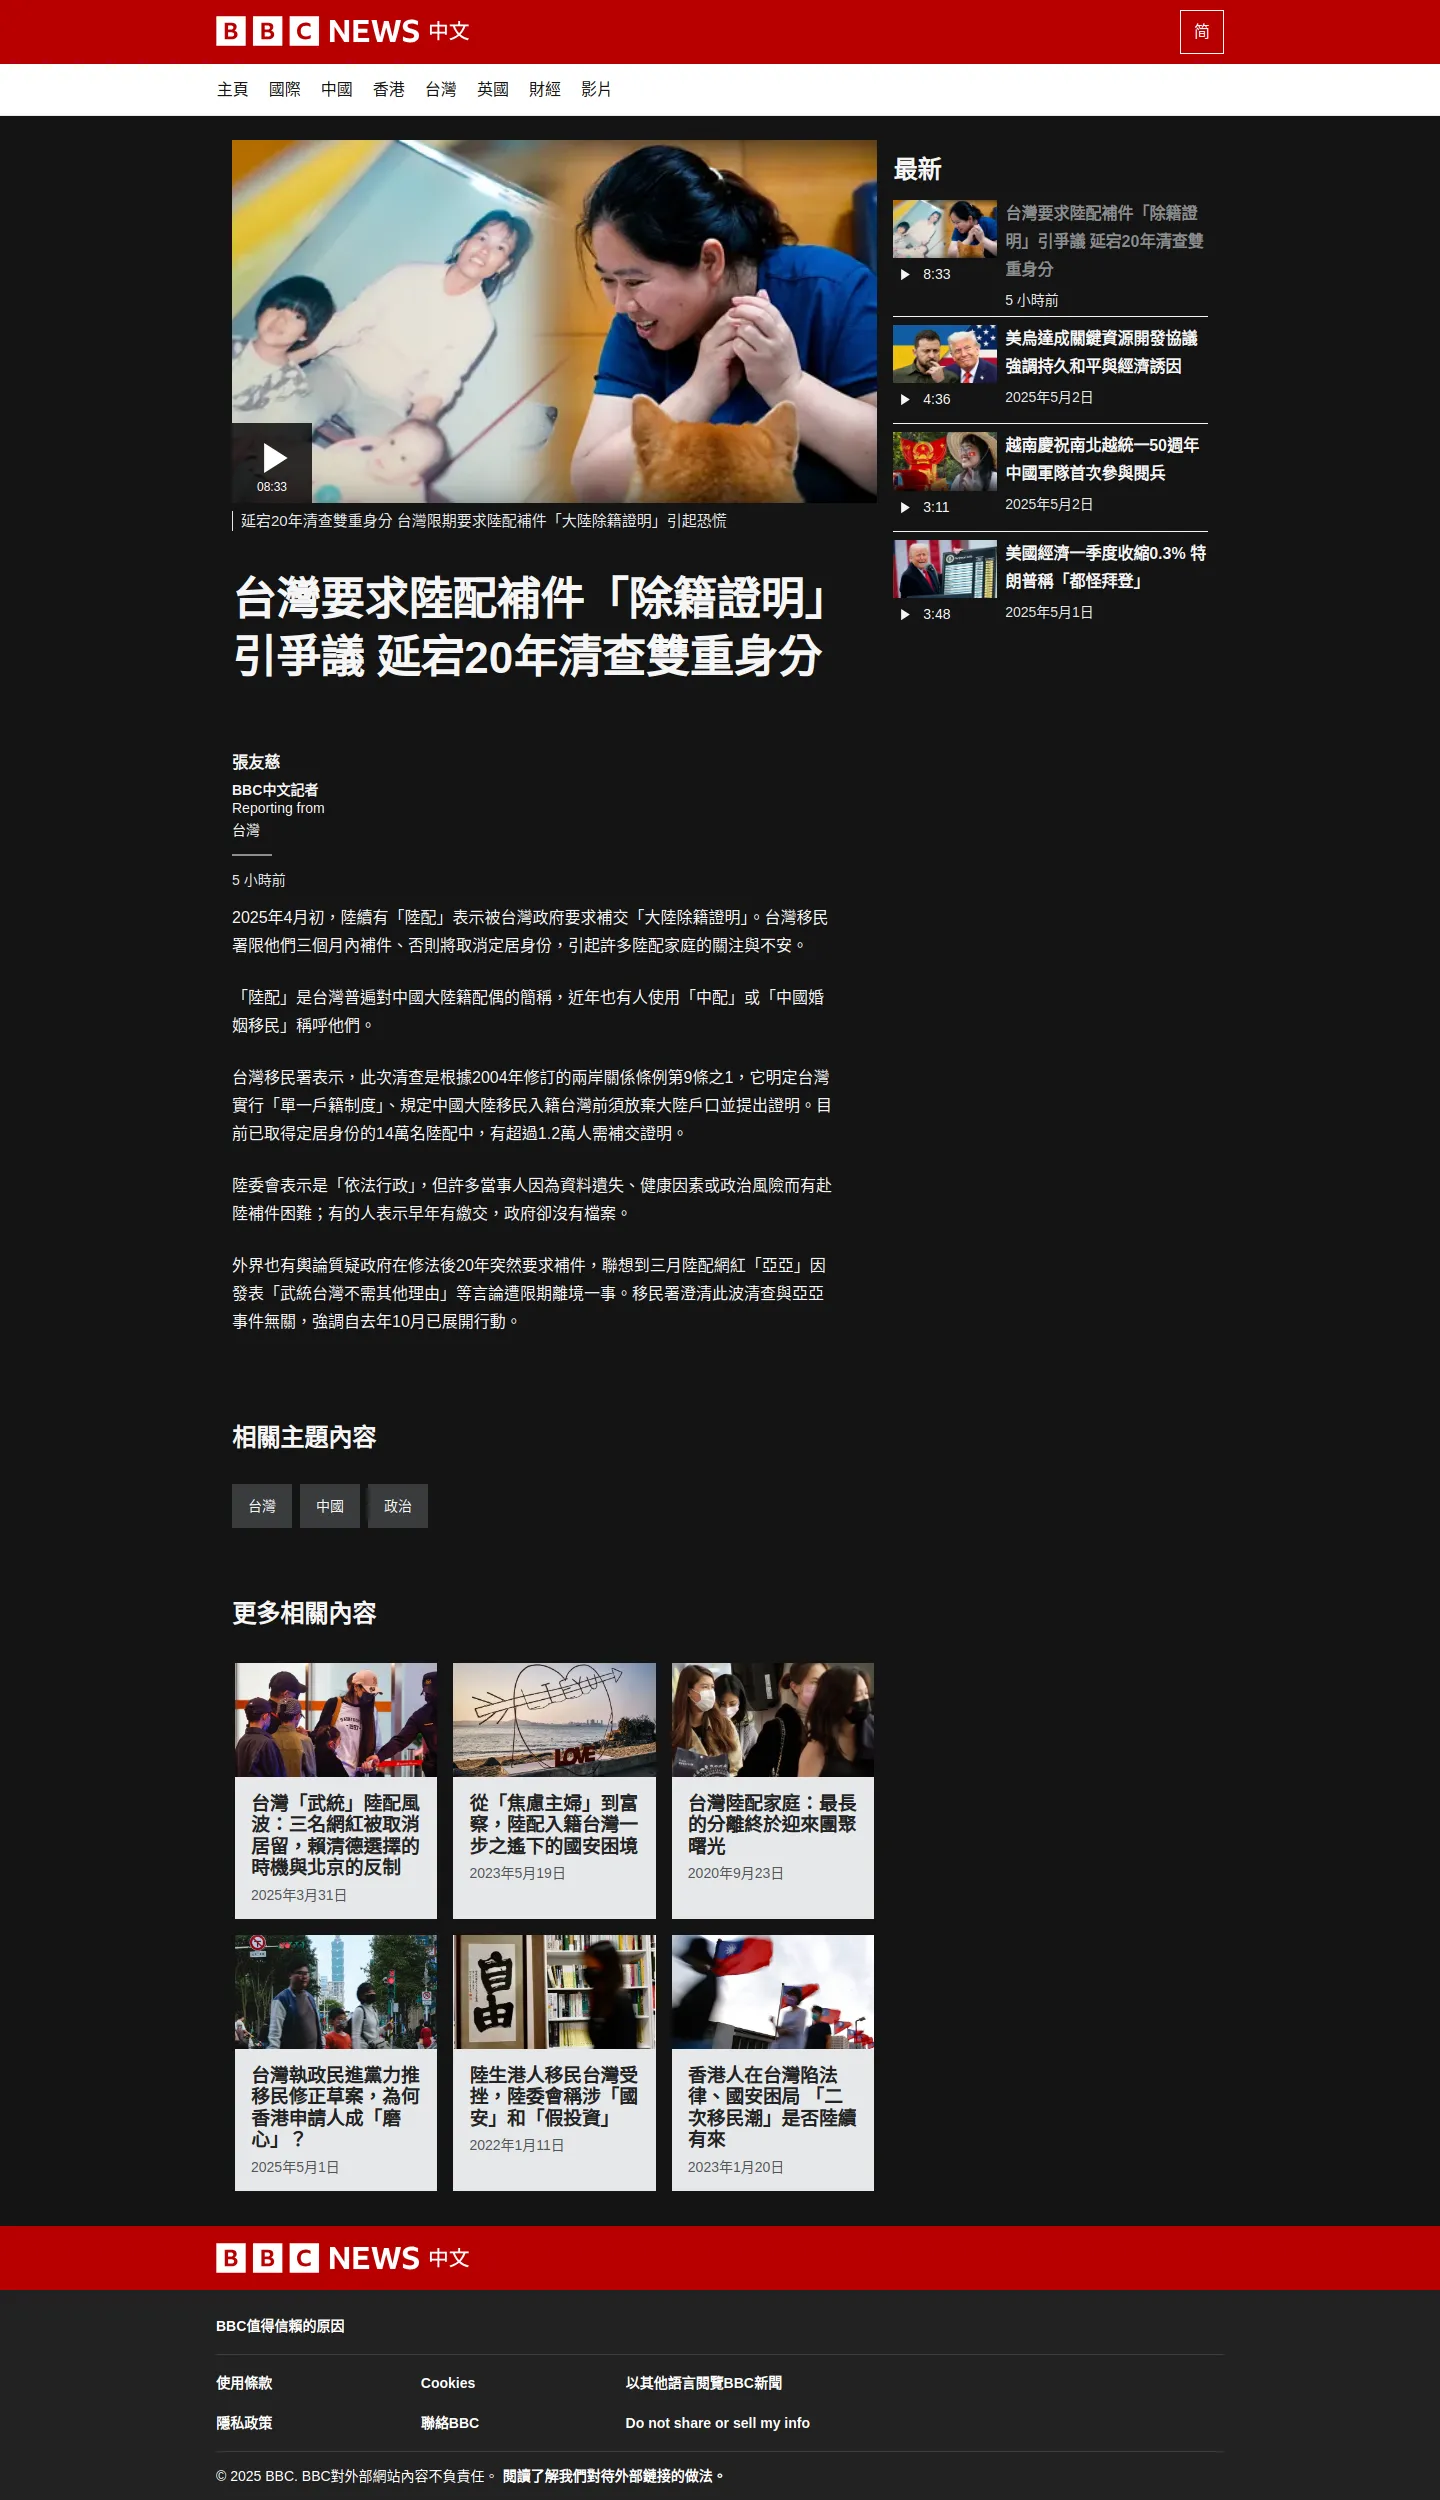 BBC NEWS 中文
简
主頁 國際 中國 香港 台灣 英國 財經 影片
08:33
延宕20年清查雙重身分 台灣限期要求陸配補件「大陸除籍證明」引起恐慌
台灣要求陸配補件「除籍證明」
引爭議 延宕20年清查雙重身分
張友慈
BBC中文記者
Reporting from
台灣
5 小時前
2025年4月初，陸續有「陸配」表示被台灣政府要求補交「大陸除籍證明」。台灣移民
署限他們三個月內補件、否則將取消定居身份，引起許多陸配家庭的關注與不安。
「陸配」是台灣普遍對中國大陸籍配偶的簡稱，近年也有人使用「中配」或「中國婚
姻移民」稱呼他們。
台灣移民署表示，此次清查是根據2004年修訂的兩岸關係條例第9條之1，它明定台灣
實行「單一戶籍制度」、規定中國大陸移民入籍台灣前須放棄大陸戶口並提出證明。目
前已取得定居身份的14萬名陸配中，有超過1.2萬人需補交證明。
陸委會表示是「依法行政」，但許多當事人因為資料遺失、健康因素或政治風險而有赴
陸補件困難；有的人表示早年有繳交，政府卻沒有檔案。
外界也有輿論質疑政府在修法後20年突然要求補件，聯想到三月陸配網紅「亞亞」因
發表「武統台灣不需其他理由」等言論遭限期離境一事。移民署澄清此波清查與亞亞
事件無關，強調自去年10月已展開行動。
最新
台灣要求陸配補件「除籍證
明」引爭議 延宕20年清查雙
重身分
8:33
5 小時前
美烏達成關鍵資源開發協議
強調持久和平與經濟誘因
4:36
2025年5月2日
越南慶祝南北越統一50週年
中國軍隊首次參與閱兵
3:11
2025年5月2日
美國經濟一季度收縮0.3% 特
朗普稱「都怪拜登」
3:48
2025年5月1日
相關主題內容
台灣 中國 政治
更多相關內容
台灣「武統」陸配風
波：三名網紅被取消
居留，賴清德選擇的
時機與北京的反制
2025年3月31日
LIEYU
LOVE
從「焦慮主婦」到富
察，陸配入籍台灣一
步之遙下的國安困境
2023年5月19日
台灣陸配家庭：最長
的分離終於迎來團聚
曙光
2020年9月23日
台灣執政民進黨力推
移民修正草案，為何
香港申請人成「磨
心」？
2025年5月1日
自由
陸生港人移民台灣受
挫，陸委會稱涉「國
安」和「假投資」
2022年1月11日
香港人在台灣陷法
律、國安困局 「二
次移民潮」是否陸續
有來
2023年1月20日
BBC NEWS 中文
BBC值得信賴的原因
使用條款 Cookies 以其他語言閱覽BBC新聞
隱私政策 聯絡BBC Do not share or sell my info
© 2025 BBC. BBC對外部網站內容不負責任。 閱讀了解我們對待外部鏈接的做法。